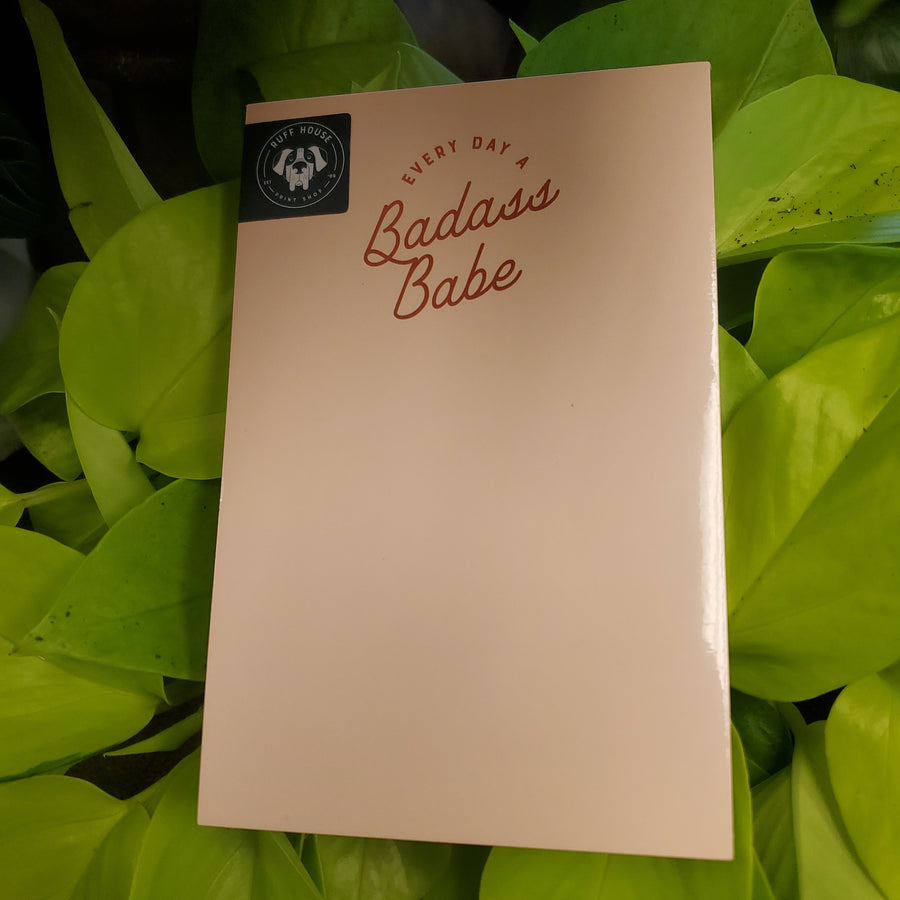 RUFF HOUSE
PRINT SHOP
EVERY DAY A
Badass
Babe